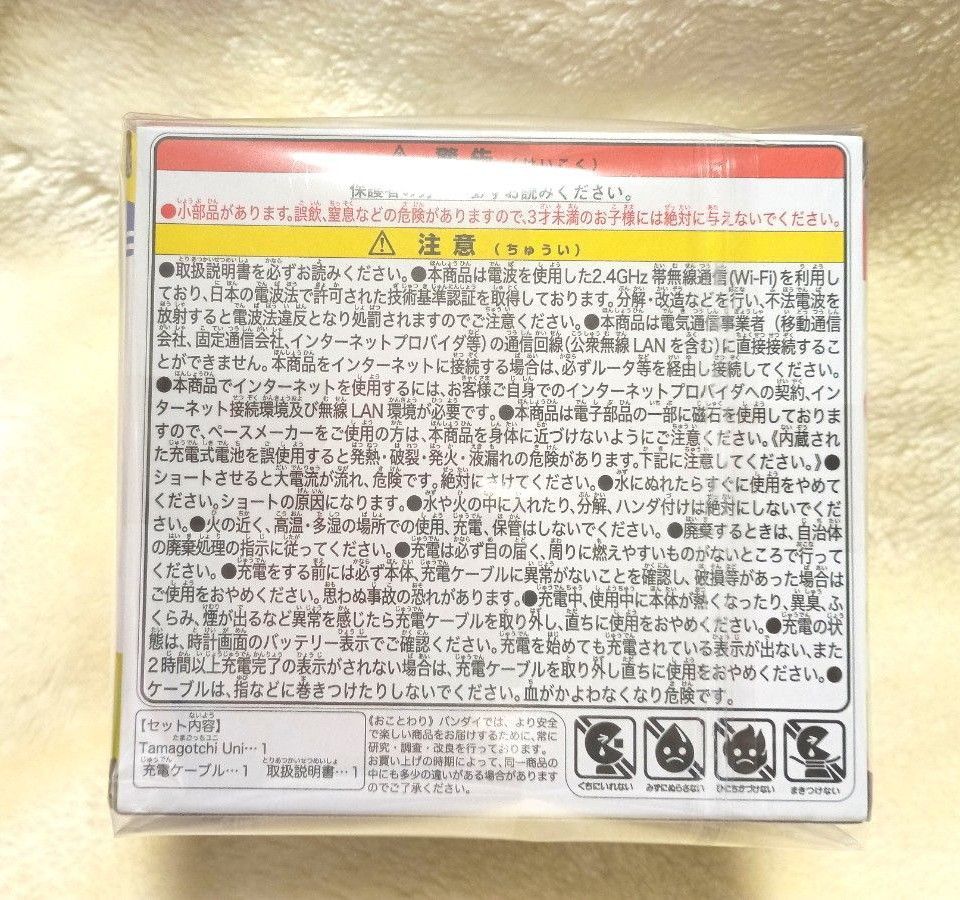 ⚠ 警告 (けいこく)
保護者の方 必ずお読みください。
●小部品があります。誤飲、窒息などの危険がありますので、3才未満のお子様には絶対に与えないでください。
⚠ 注意 (ちゅうい)
●取扱説明書を必ずお読みください。●本商品は電波を使用した2.4GHz 帯無線通信(Wi-Fi)を利用し
ており、日本の電波法で許可された技術基準認証を取得しております。分解・改造などを行い、不法電波を
放射すると電波法違反となり処罰されますのでご注意ください。●本商品は電気通信事業者（移動通信
会社、固定通信会社、インターネットプロバイダ等）の通信回線(公衆無線 LANを含む)に直接接続するこ
とができません。本商品をインターネットに接続する場合は、必ずルータ等を経由し接続してください。
●本商品でインターネットを使用するには、お客様ご自身でのインターネットプロバイダへの契約、イン
ターネット接続環境及び無線 LAN 環境が必要です。●本商品は電子部品の一部に磁石を使用しておりま
すので、ペースメーカーをご使用の方は、本商品を身体に近づけないようにご注意ください。《内蔵され
た充電式電池を誤使用すると発熱・破裂・発火・液漏れの危険があります。下記に注意してください。》●
ショートさせると大電流が流れ、危険です。絶対にさけてください。●水にぬれたらすぐに使用をやめて
ください。ショートの原因になります。●水や火の中に入れたり、分解、ハンダ付けは絶対にしないでくださ
い。●火の近く、高温・多湿の場所での使用、充電、保管はしないでください。●廃棄するときは、自治体
の廃棄処理の指示に従ってください。●充電は必ず目の届く、周りに燃えやすいものがないところで行って
ください。●充電をする前には必ず本体、充電ケーブルに異常がないことを確認し、破損等があった場合は
ご使用をおやめください。思わぬ事故の恐れがあります。●充電中、使用中に本体が熱くなったり、異臭、ふ
くらみ、煙が出るなど異常を感じたら充電ケーブルを取り外し、直ちに使用をおやめください。●充電の状
態は、時計画面のバッテリー表示でご確認ください。充電を始めても充電されている表示が出ない、また
2時間以上充電完了の表示がされない場合は、充電ケーブルを取り外し直ちに使用をおやめください。●
ケーブルは、指などに巻きつけたりしないでください。血がかよわなくなり危険です。
【セット内容】
Tamagotchi Uni…1
充電ケーブル…1 取扱説明書…1
《おことわり》バンダイでは、より安全
で楽しい商品をお届けするために、常に
研究・調査・改良を行っております。
お買い上げの時期によって、同一商品の
中にも多少の違いがある場合があります
のでご了承ください。
くちにいれない みずにぬらさない ひにちかづけない まきつけない